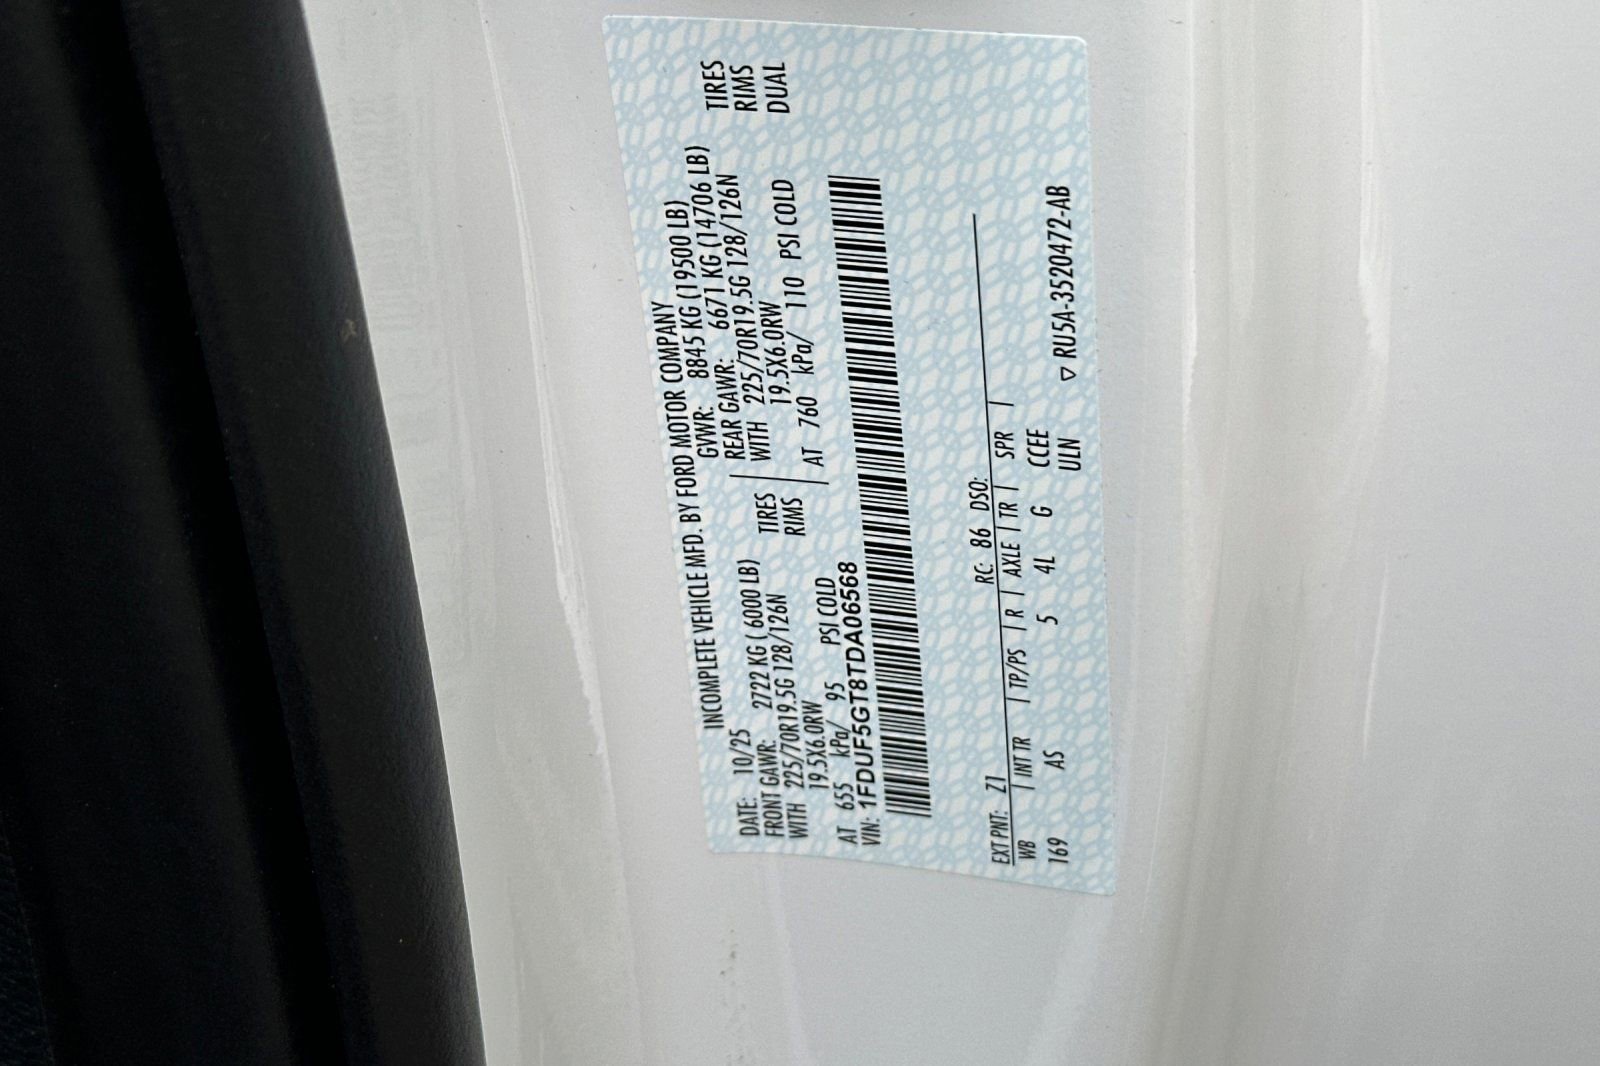 INCOMPLETE VEHICLE MFD. BY FORD MOTOR COMPANY
DATE: 10/25 GVWR: 8845 KG (19500 LB)
FRONT GAWR: 2722 KG ( 6000 LB) REAR GAWR: 6671 KG (14706 LB)
WITH 225/70R19.5G 128/126N TIRES WITH 225/70R19.5G 128/126N TIRES
19.5X6.0RW RIMS 19.5X6.0RW RIMS
AT 655 kPa/ 95 PSI COLD AT 760 kPa/ 110 PSI COLD DUAL
VIN: 1FDUF5GT8TDA06568
EXT PNT: Z1 RC: 86 DSO:
WB | INT TR | TP/PS | R | AXLE | TR | SPR |
169 AS 5 4L G CCEE
ULN ▽ RU5A-3520472-AB